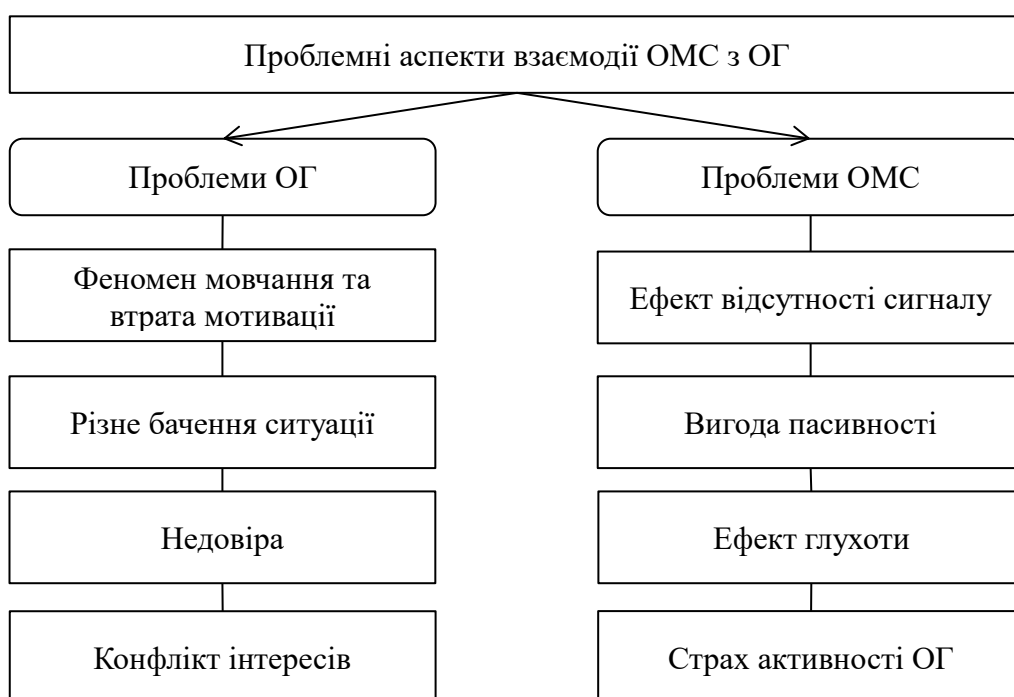 Проблемні аспекти взаємодії ОМС з ОГ
Проблеми ОГ
Феномен мовчання та
втрата мотивації
Різне бачення ситуації
Недовіра
Конфлікт інтересів
Проблеми ОМС
Ефект відсутності сигналу
Вигода пасивності
Ефект глухоти
Страх активності ОГ